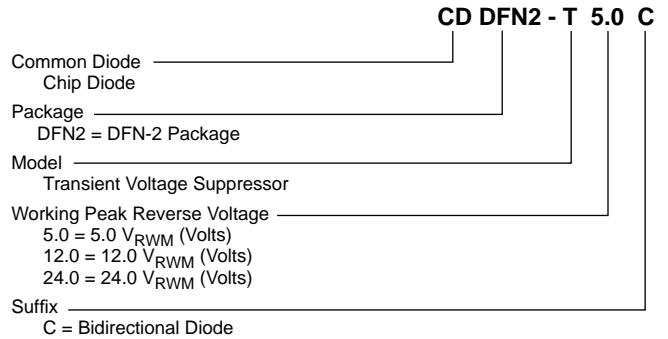 CD DFN2 - T 5.0 C
Common Diode
Chip Diode
Package
DFN2 = DFN-2 Package
Model
Transient Voltage Suppressor
Working Peak Reverse Voltage
5.0 = 5.0 VRWM (Volts)
12.0 = 12.0 VRWM (Volts)
24.0 = 24.0 VRWM (Volts)
Suffix
C = Bidirectional Diode